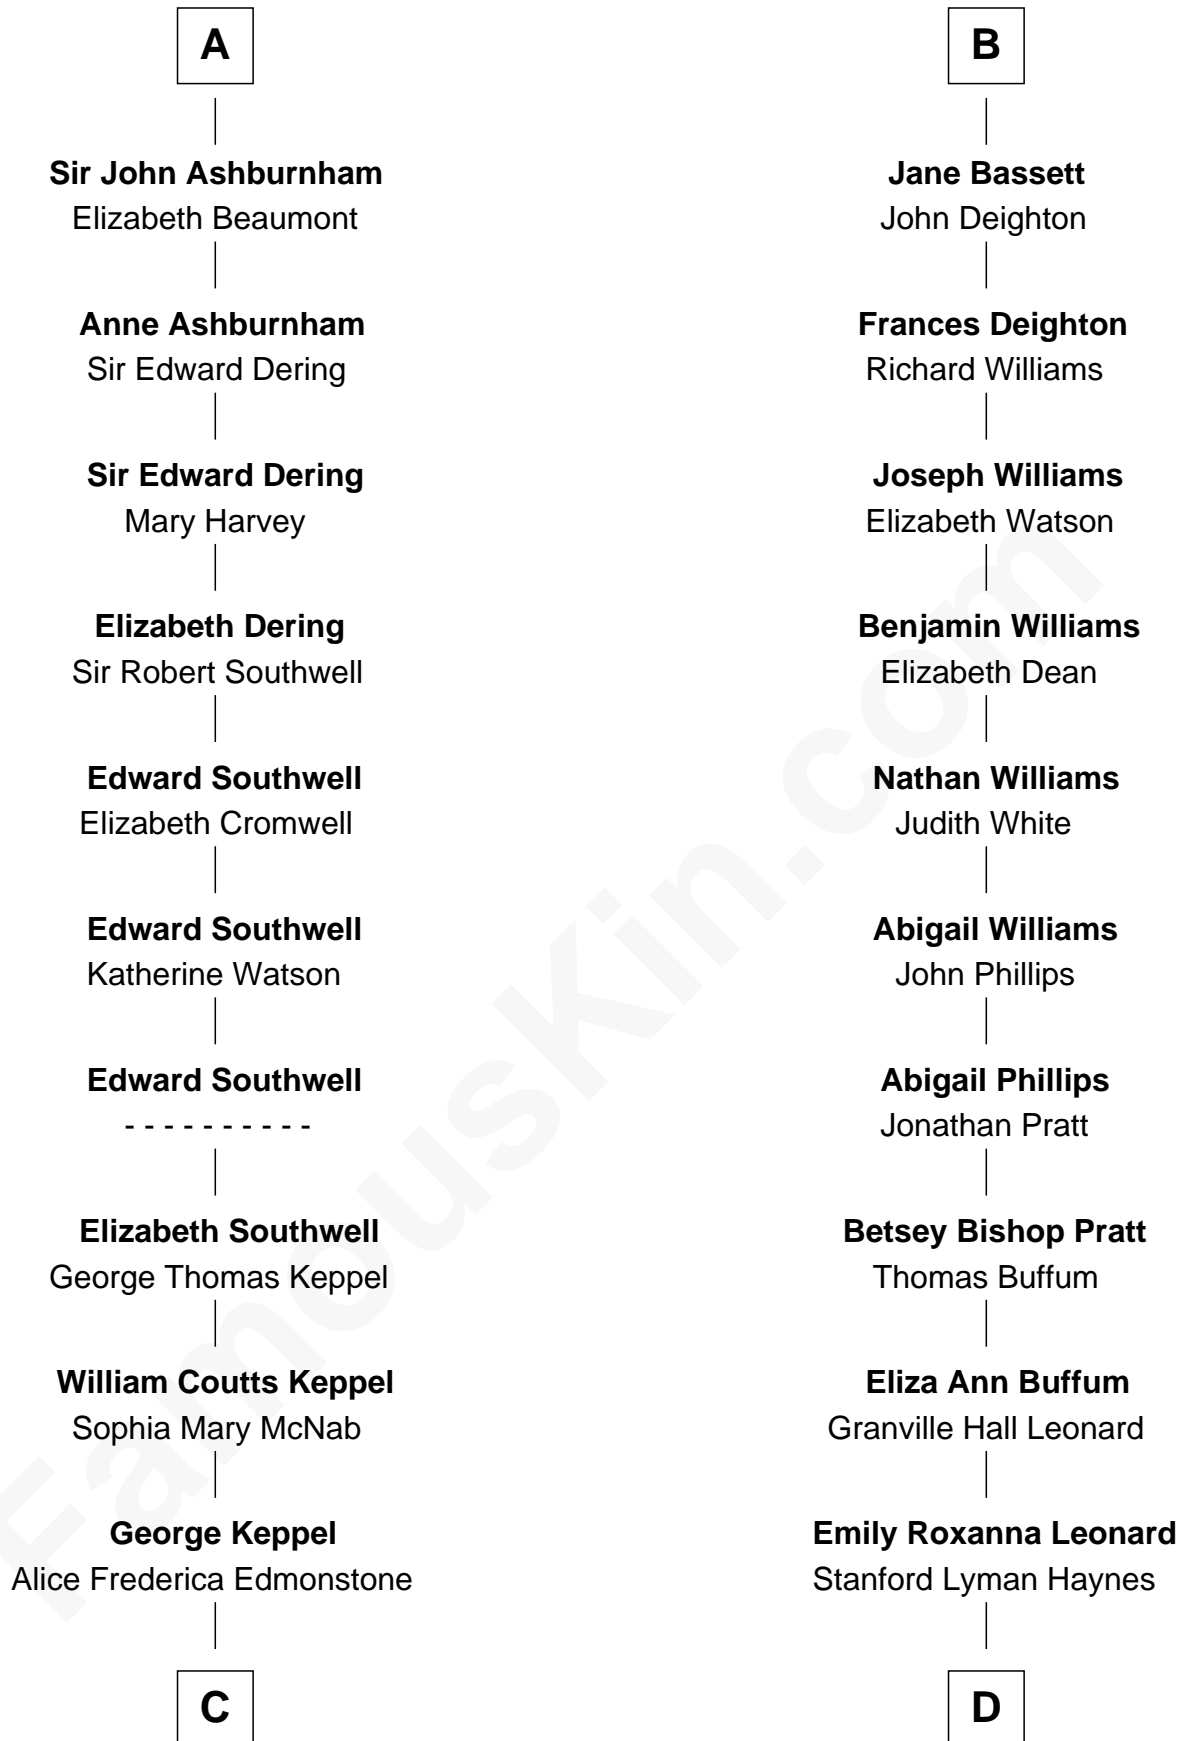 A
Sir John Ashburnham
Elizabeth Beaumont
Anne Ashburnham
Sir Edward Dering
Sir Edward Dering
Mary Harvey
Elizabeth Dering
Sir Robert Southwell
Edward Southwell
Elizabeth Cromwell
Edward Southwell
Katherine Watson
Edward Southwell
- - - - - - - - - -
Elizabeth Southwell
George Thomas Keppel
William Coutts Keppel
Sophia Mary McNab
George Keppel
Alice Frederica Edmonstone
C
B
Jane Bassett
John Deighton
Frances Deighton
Richard Williams
Joseph Williams
Elizabeth Watson
Benjamin Williams
Elizabeth Dean
Nathan Williams
Judith White
Abigail Williams
John Phillips
Abigail Phillips
Jonathan Pratt
Betsey Bishop Pratt
Thomas Buffum
Eliza Ann Buffum
Granville Hall Leonard
Emily Roxanna Leonard
Stanford Lyman Haynes
D
FamousKin.com